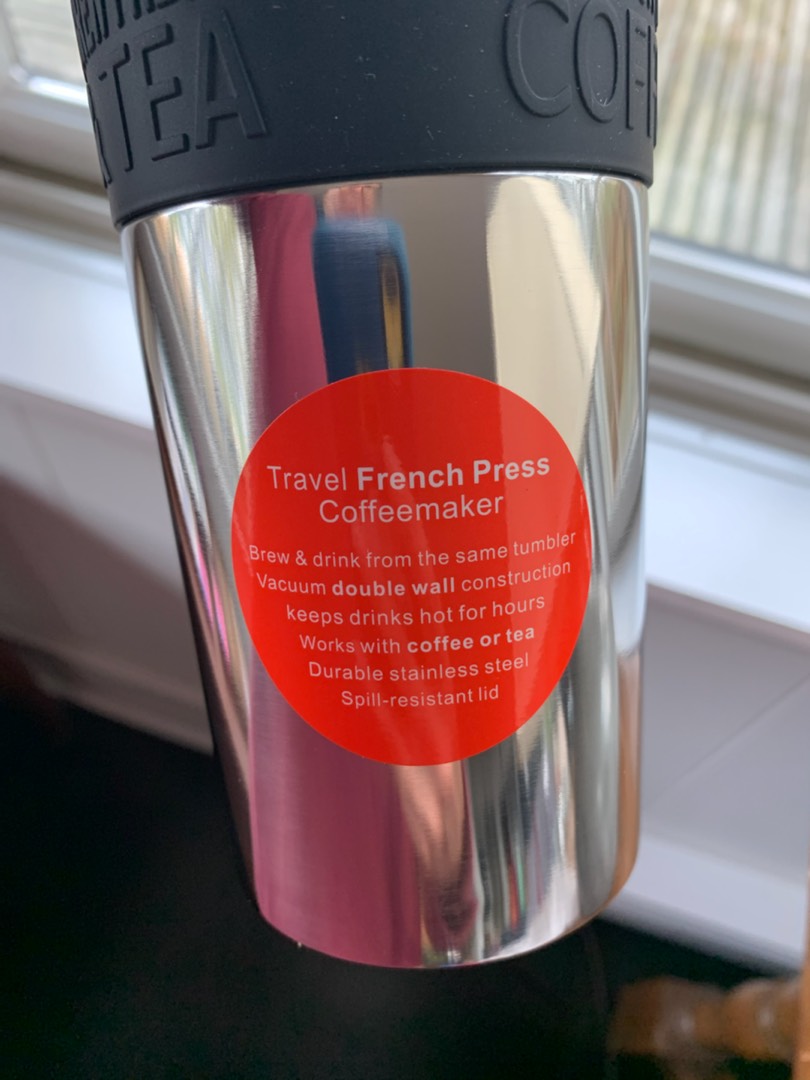 TEA
Travel French Press
Coffeemaker
Brew & drink from the same tumbler
Vacuum double wall construction
keeps drinks hot for hours
Works with coffee or tea
Durable stainless steel
Spill-resistant lid